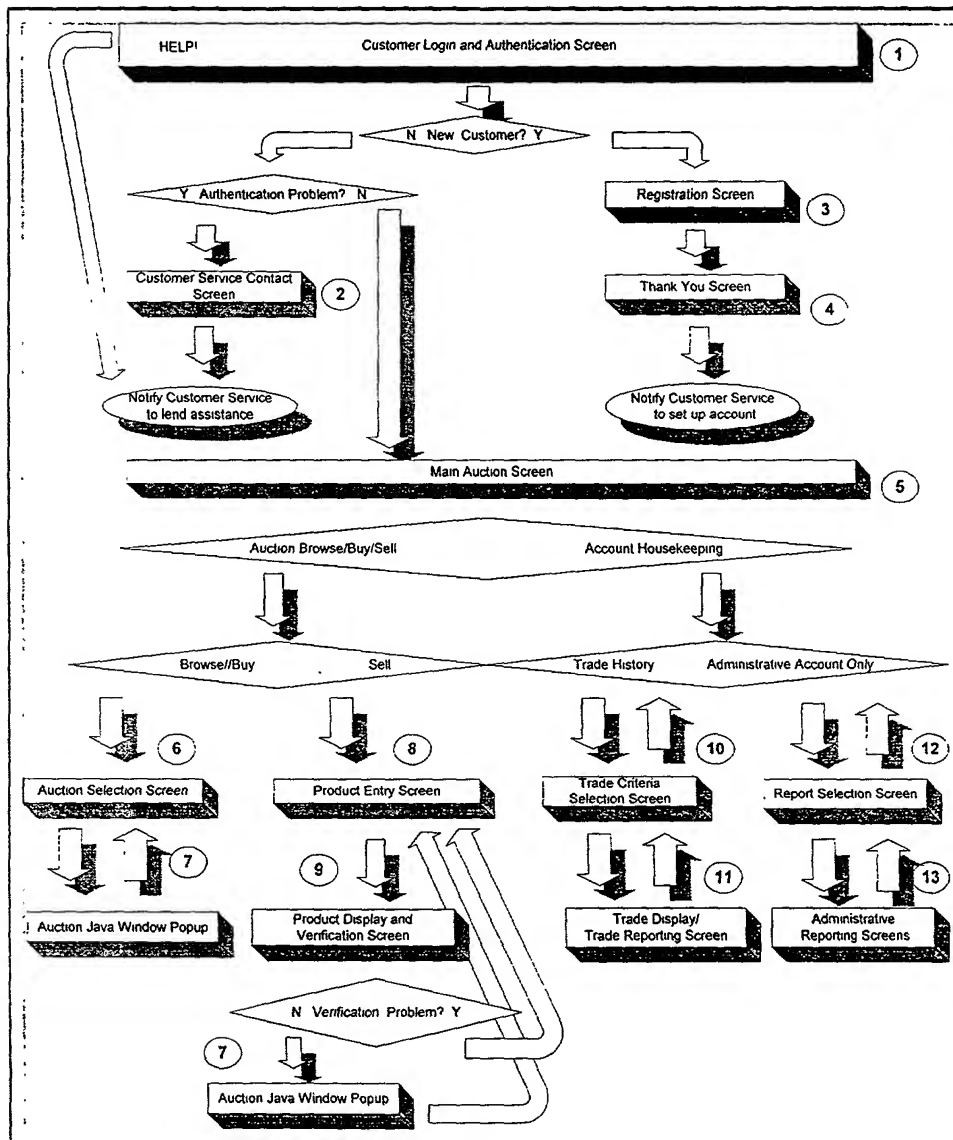 HELP! Customer Login and Authentication Screen
1
N New Customer? Y
Y Authentication Problem? N
Registration Screen
3
Customer Service Contact
Screen
2
Thank You Screen
4
Notify Customer Service
to lend assistance
Notify Customer Service
to set up account
Main Auction Screen
5
Auction Browse/Buy/Sell
Account Housekeeping
Browse//Buy
Sell
Trade History
Administrative Account Only
6
8
10
12
Auction Selection Screen
Product Entry Screen
Trade Criteria
Selection Screen
Report Selection Screen
7
9
11
13
Auction Java Window Popup
Product Display and
Verification Screen
Trade Display/
Trade Reporting Screen
Administrative
Reporting Screens
N Verification Problem? Y
7
Auction Java Window Popup